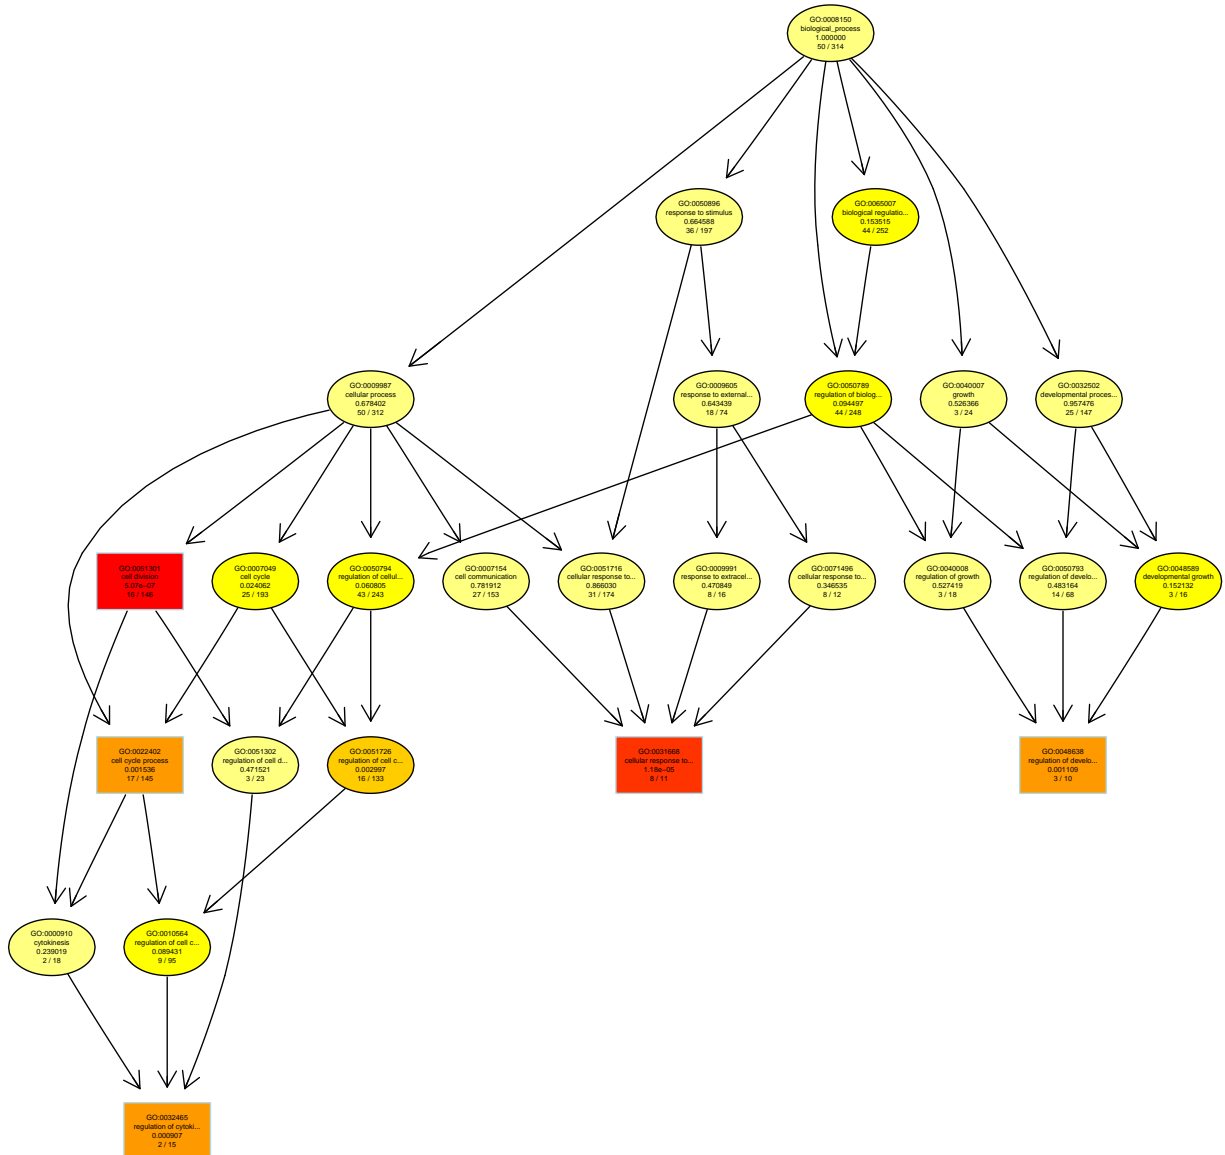 GO:0008150
biological_process
1.000000
50 / 314
GO:0050896
response to stimulus
0.664588
36 / 197
GO:0065007
biological regulatio...
0.153515
44 / 252
GO:0009987
cellular process
0.678402
50 / 312
GO:0009605
response to external...
0.643439
18 / 74
GO:0050789
regulation of biolog...
0.094497
44 / 248
GO:0040007
growth
0.526366
3 / 24
GO:0032502
developmental proces...
0.957476
25 / 147
GO:0051301
cell division
5.07e-07
16 / 146
GO:0007049
cell cycle
0.024062
25 / 193
GO:0050794
regulation of cellul...
0.060805
43 / 243
GO:0007154
cell communication
0.781912
27 / 153
GO:0051716
cellular response to...
0.866030
31 / 174
GO:0009991
response to extracel...
0.470849
8 / 16
GO:0071496
cellular response to...
0.346535
8 / 12
GO:0040008
regulation of growth
0.527419
3 / 18
GO:0050793
regulation of develo...
0.483164
14 / 68
GO:0048589
developmental growth
0.152132
3 / 16
GO:0022402
cell cycle process
0.001536
17 / 145
GO:0051302
regulation of cell d...
0.471521
3 / 23
GO:0051726
regulation of cell c...
0.002997
16 / 133
GO:0031668
cellular response to...
1.18e-05
8 / 11
GO:0048638
regulation of develo...
0.001109
3 / 10
GO:0000910
cytokinesis
0.239019
2 / 18
GO:0010564
regulation of cell c...
0.089431
9 / 95
GO:0032465
regulation of cytoki...
0.000907
2 / 15